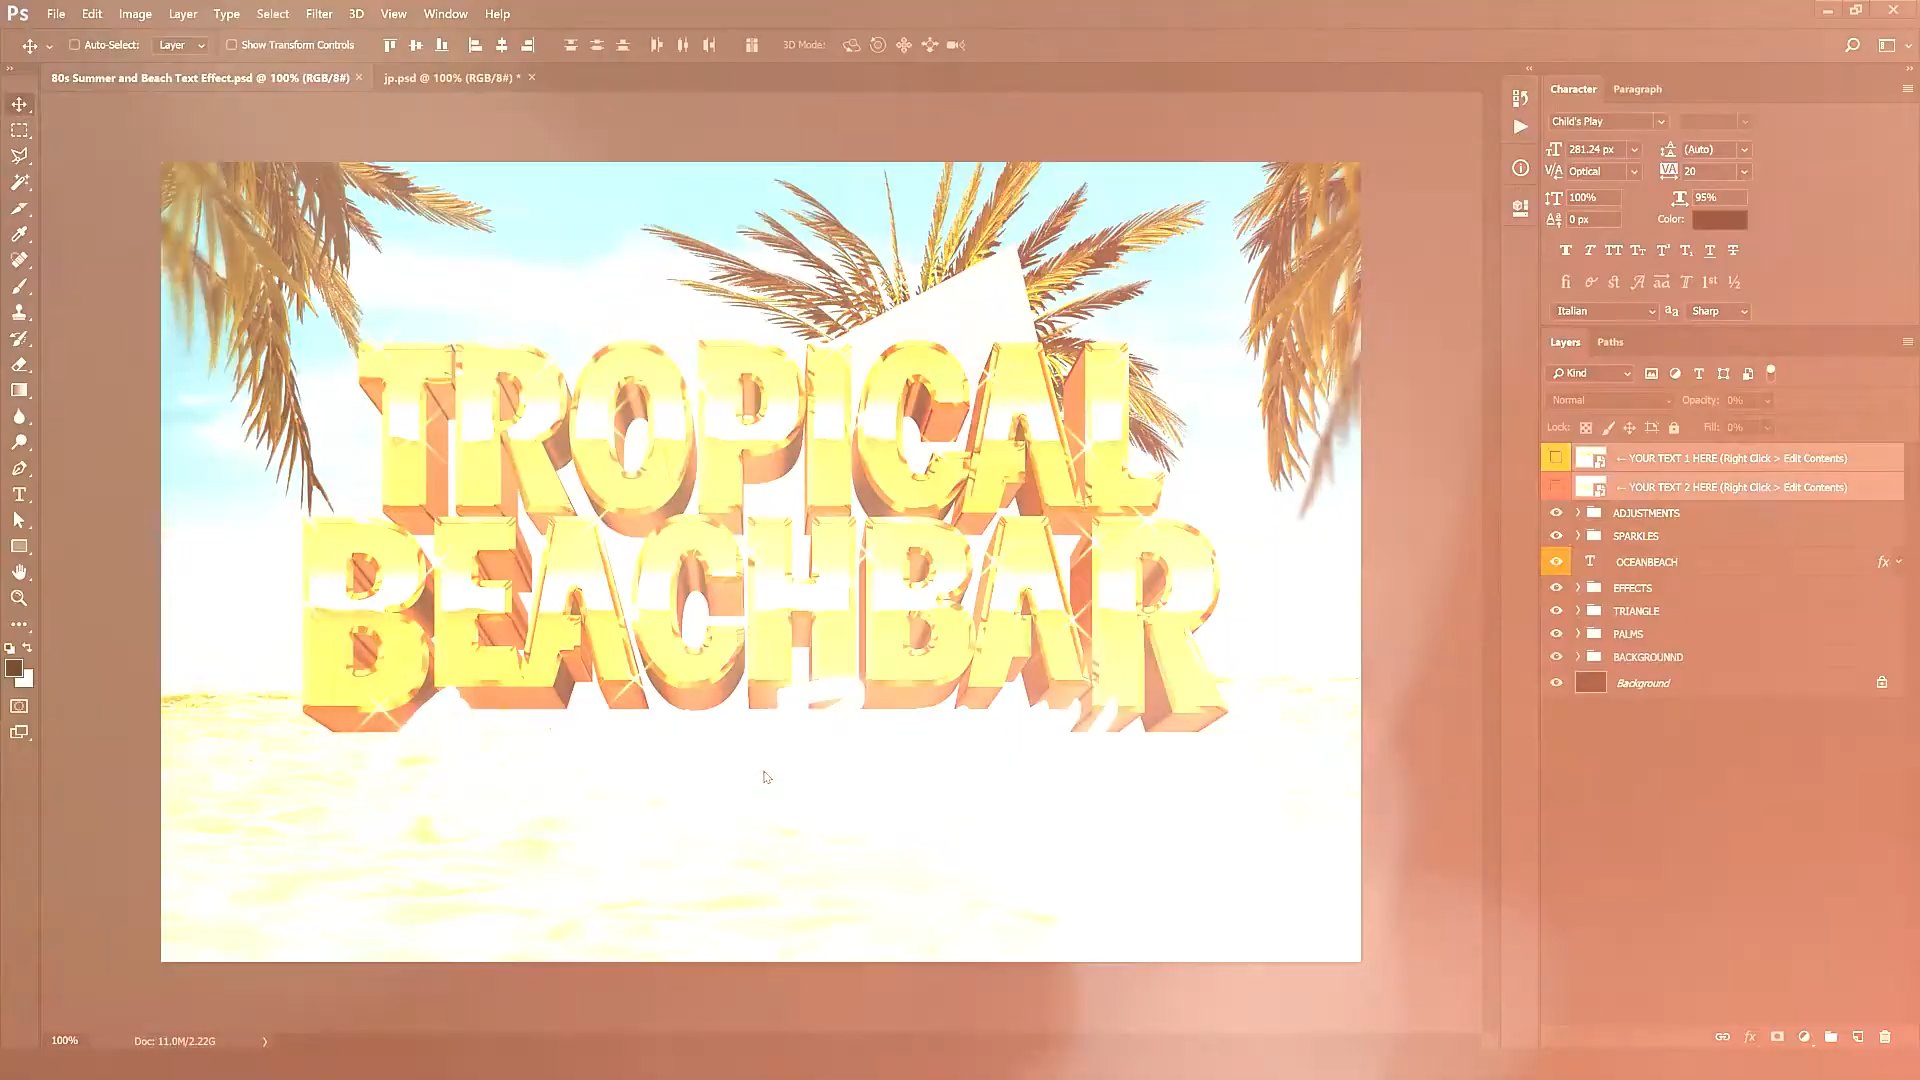 Ps File Edit Image Layer Type Select Filter 3D View Window Help
Auto-Select: Layer Show Transform Controls 3D Mode:
80s Summer and Beach Text Effect.psd @ 100% (RGB/8#) × jp.psd @ 100% (RGB/8#) * ×
TROPICAL
BEACHBAR
100% Doc: 11.0M/2.22G
Character Paragraph
Child's Play
281.24 px (Auto)
Optical 20
100% 95%
0 px Color:
Italian Sharp
Layers Paths
Kind
Normal Opacity: 0%
Lock: Fill: 0%
← YOUR TEXT 1 HERE (Right Click > Edit Contents)
← YOUR TEXT 2 HERE (Right Click > Edit Contents)
ADJUSTMENTS
SPARKLES
OCEANBEACH fx
EFFECTS
TRIANGLE
PALMS
BACKGROUNND
Background